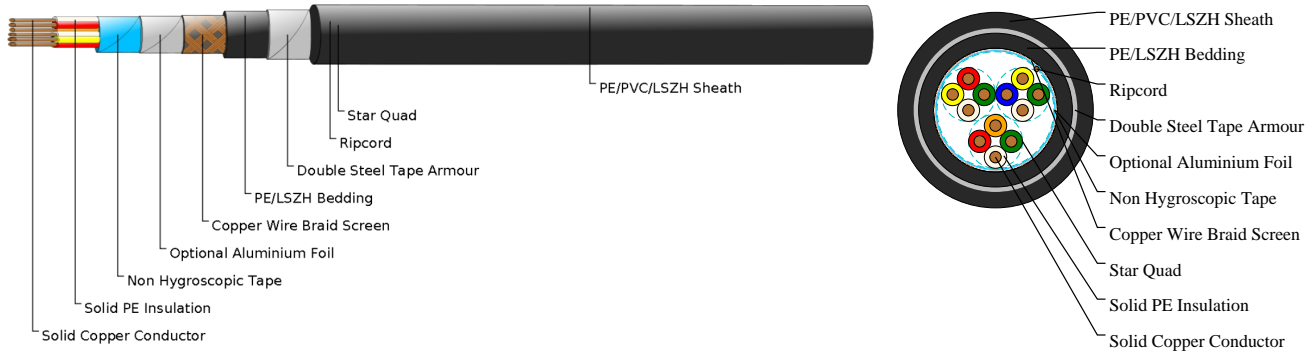 PE/PVC/LSZH Sheath
Star Quad
Ripcord
Double Steel Tape Armour
PE/LSZH Bedding
Copper Wire Braid Screen
Optional Aluminium Foil
Non Hygroscopic Tape
Solid PE Insulation
Solid Copper Conductor
PE/PVC/LSZH Sheath
PE/LSZH Bedding
Ripcord
Double Steel Tape Armour
Optional Aluminium Foil
Non Hygroscopic Tape
Copper Wire Braid Screen
Star Quad
Solid PE Insulation
Solid Copper Conductor